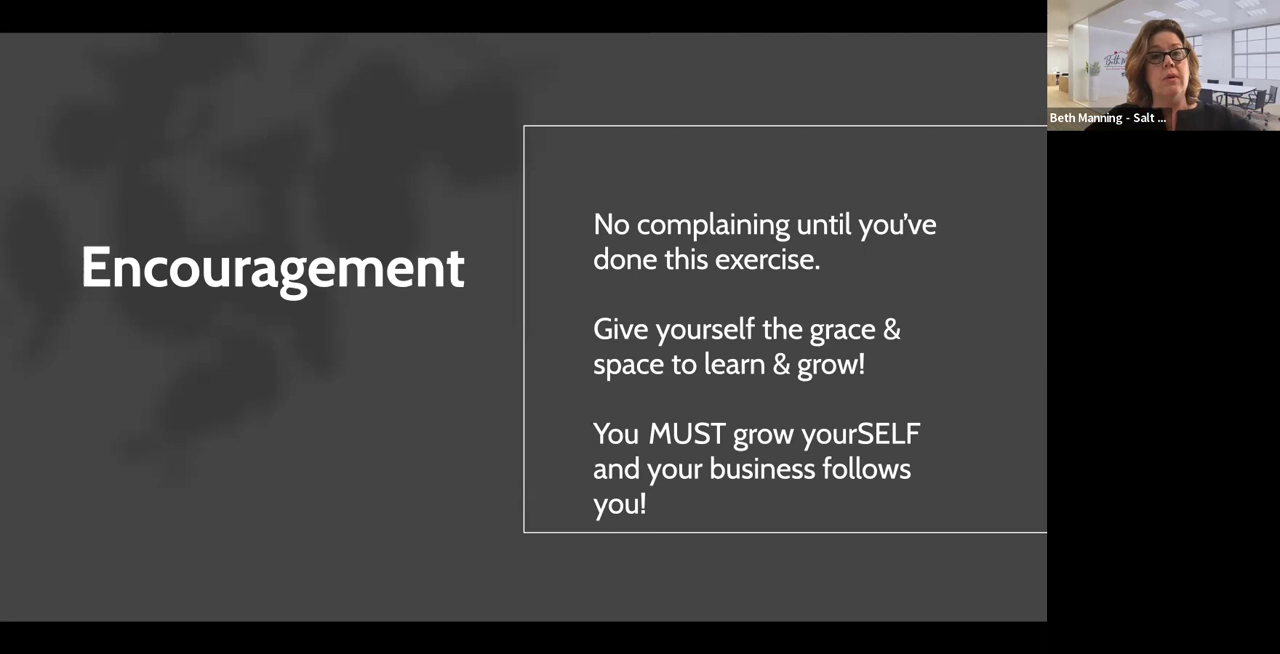 Encouragement
No complaining until you've
done this exercise.
Give yourself the grace &
space to learn & grow!
You MUST grow yourSELF
and your business follows
you!
Beth Manning - Salt ...